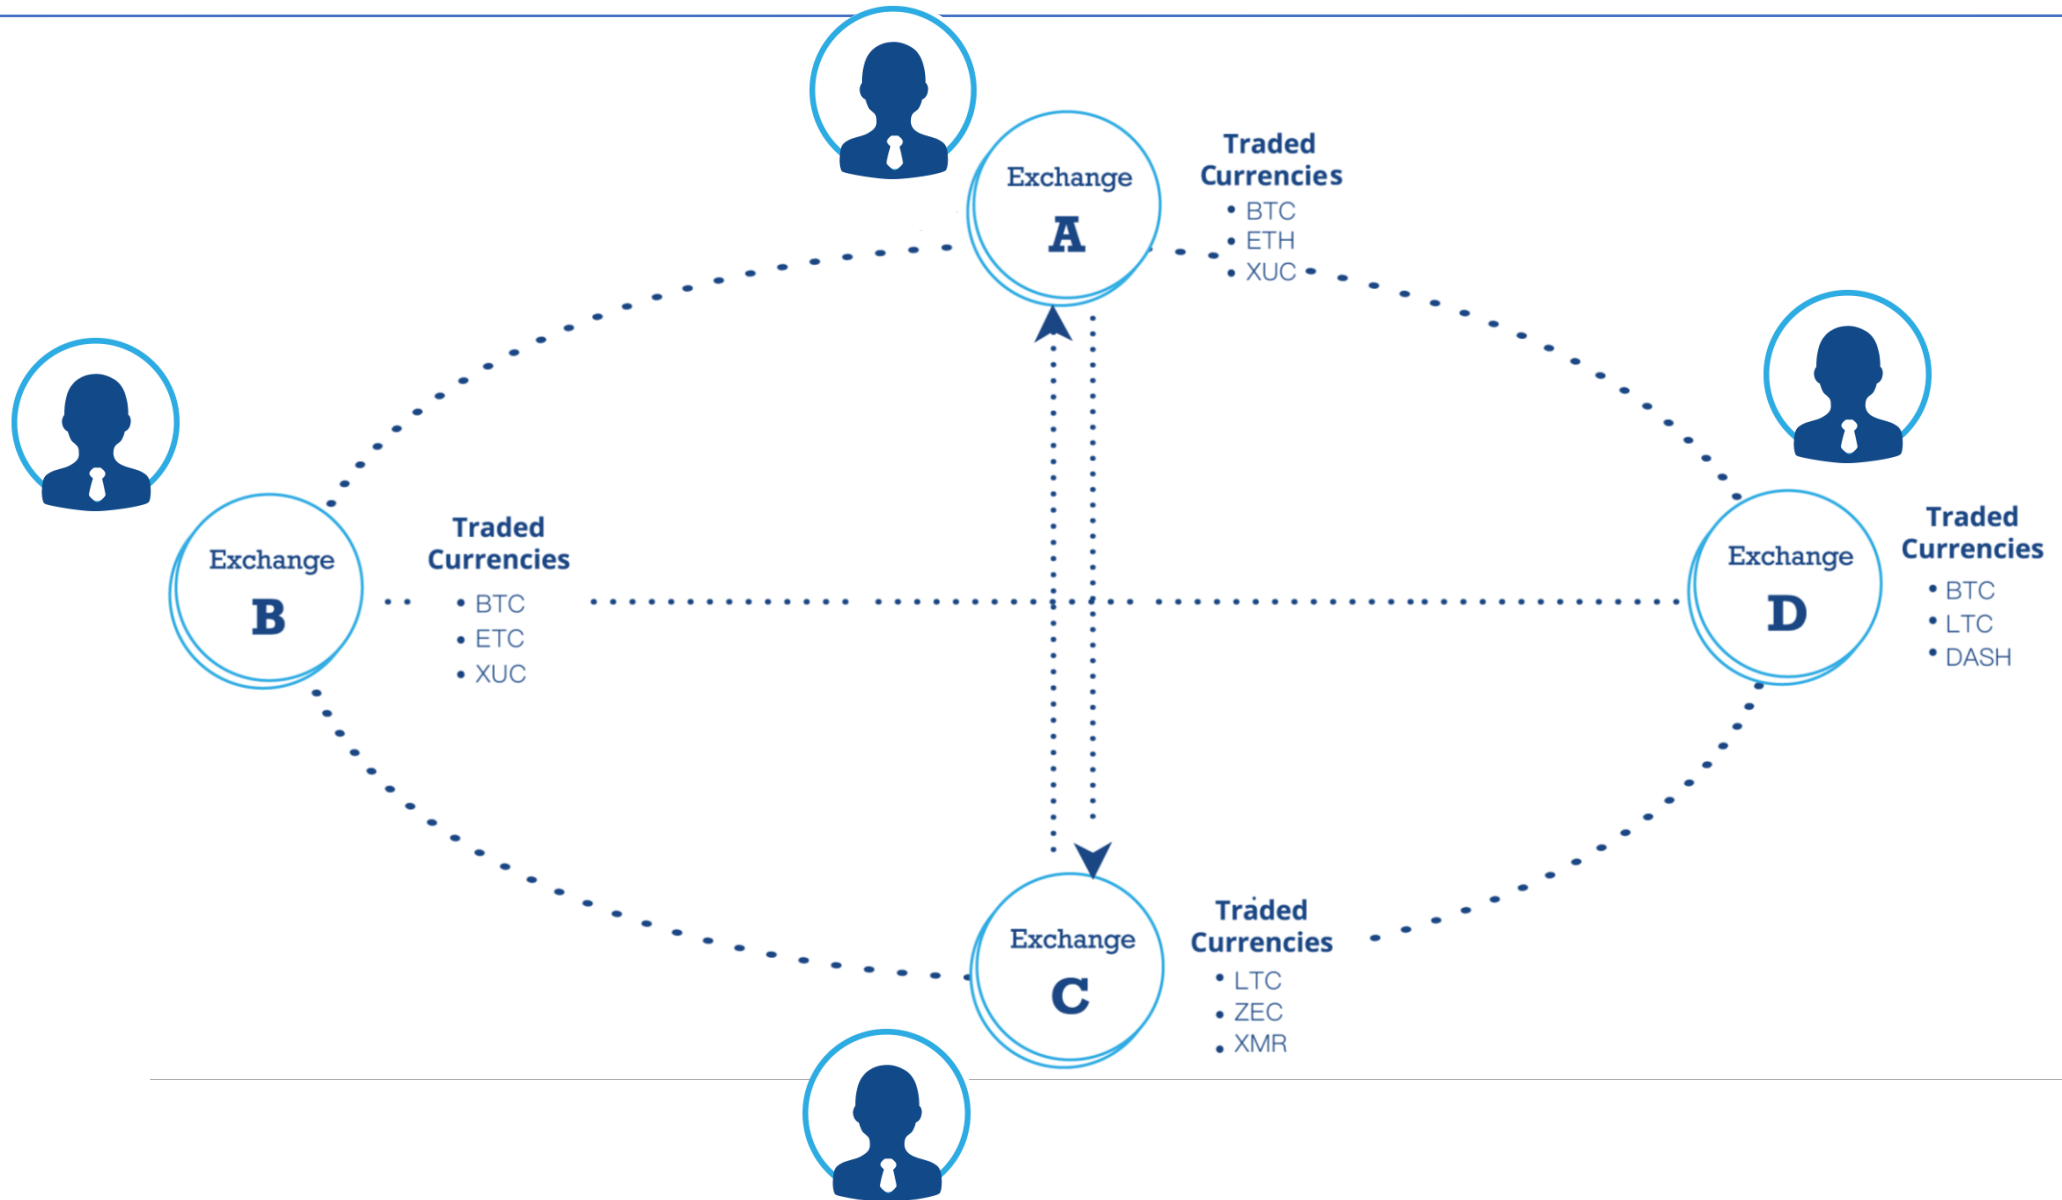 Exchange
A
Traded
Currencies
• BTC
• ETH
• XUC
Exchange
B
Traded
Currencies
• BTC
• ETC
• XUC
Exchange
D
Traded
Currencies
• BTC
• LTC
• DASH
Exchange
C
Traded
Currencies
• LTC
• ZEC
• XMR